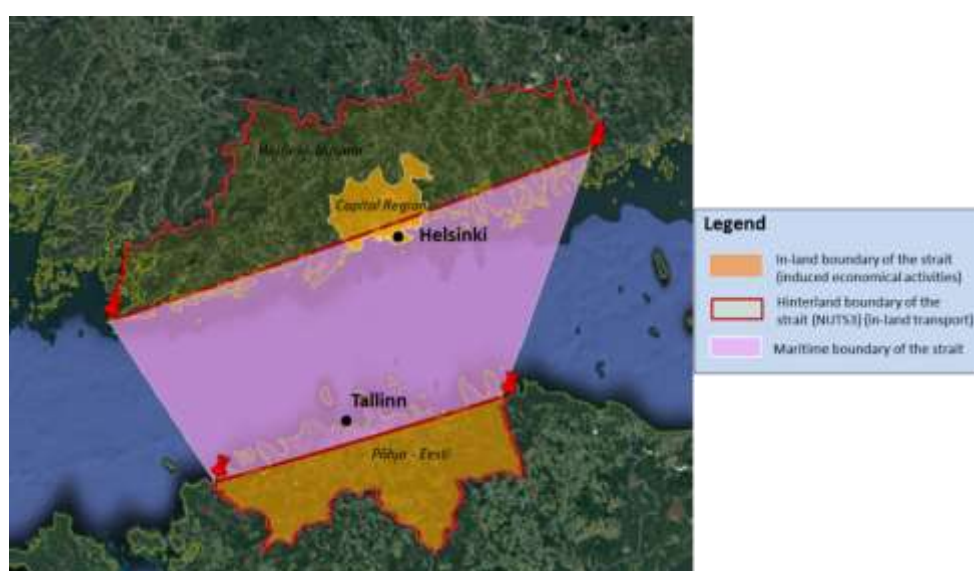 Capital Region
Helsinki
Tallinn
Põhja - Eesti
Legend
In-land boundary of the strait
(induced economical activities)
Hinterland boundary of the
strait (NUTS3) (in-land transport)
Maritime boundary of the strait